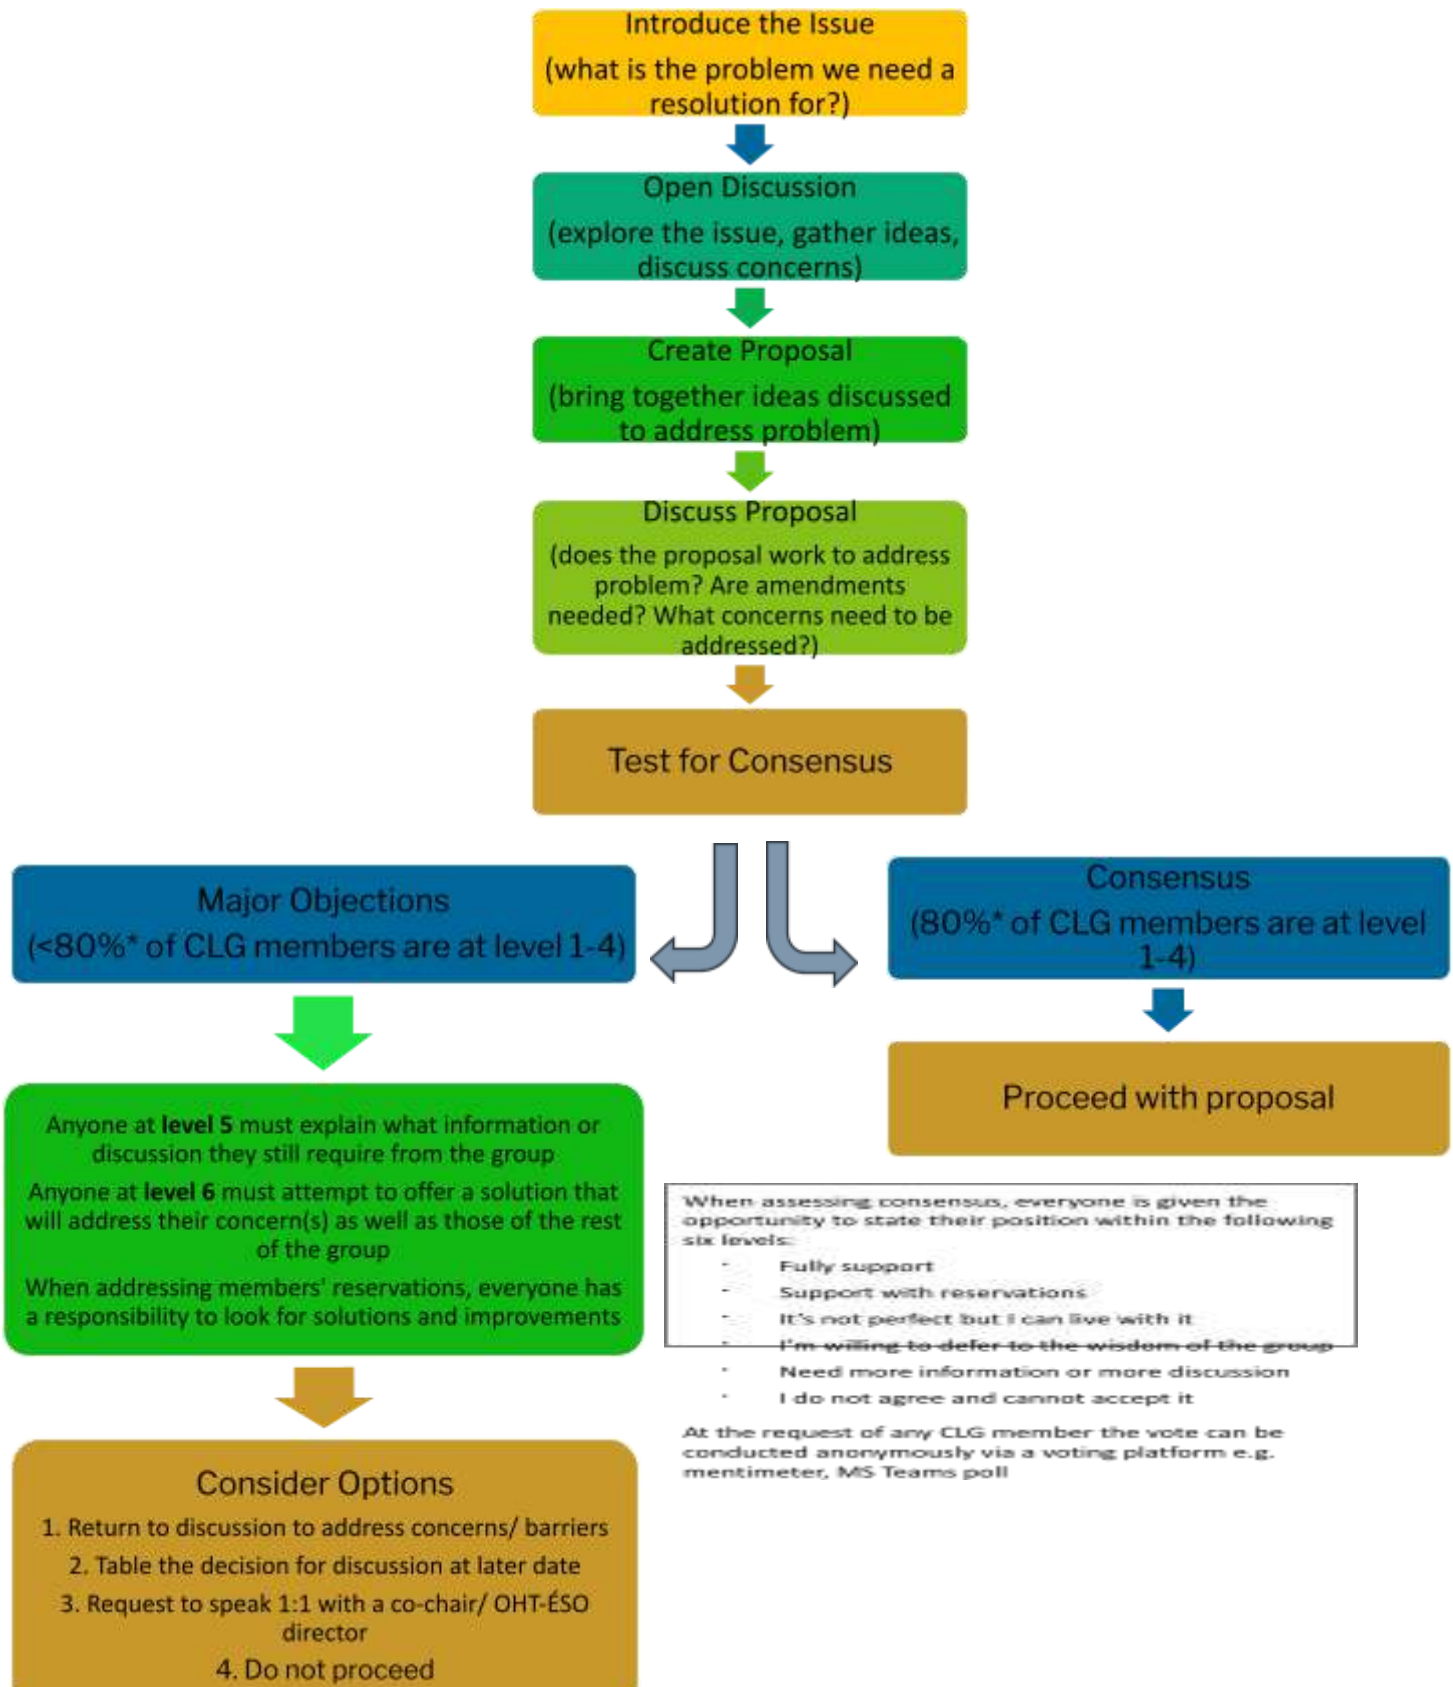 Introduce the Issue
(what is the problem we need a
resolution for?)
Open Discussion
(explore the issue, gather ideas,
discuss concerns)
Create Proposal
(bring together ideas discussed
to address problem)
Discuss Proposal
(does the proposal work to address
problem? Are amendments
needed? What concerns need to be
addressed?)
Test for Consensus
Major Objections
(<80%* of CLG members are at level 1-4)
Consensus
(80%* of CLG members are at level
1-4)
Proceed with proposal
Anyone at level 5 must explain what information or
discussion they still require from the group
Anyone at level 6 must attempt to offer a solution that
will address their concern(s) as well as those of the rest
of the group
When addressing members' reservations, everyone has
a responsibility to look for solutions and improvements
When assessing consensus, everyone is given the
opportunity to state their position within the following
six levels:
- Fully support
- Support with reservations
- It's not perfect but I can live with it
- I'm willing to defer to the wisdom of the group
- Need more information or more discussion
- I do not agree and cannot accept it
At the request of any CLG member the vote can be
conducted anonymously via a voting platform e.g.
mentimeter, MS Teams poll
Consider Options
1. Return to discussion to address concerns/ barriers
2. Table the decision for discussion at later date
3. Request to speak 1:1 with a co-chair/ OHT-ÉSO
director
4. Do not proceed